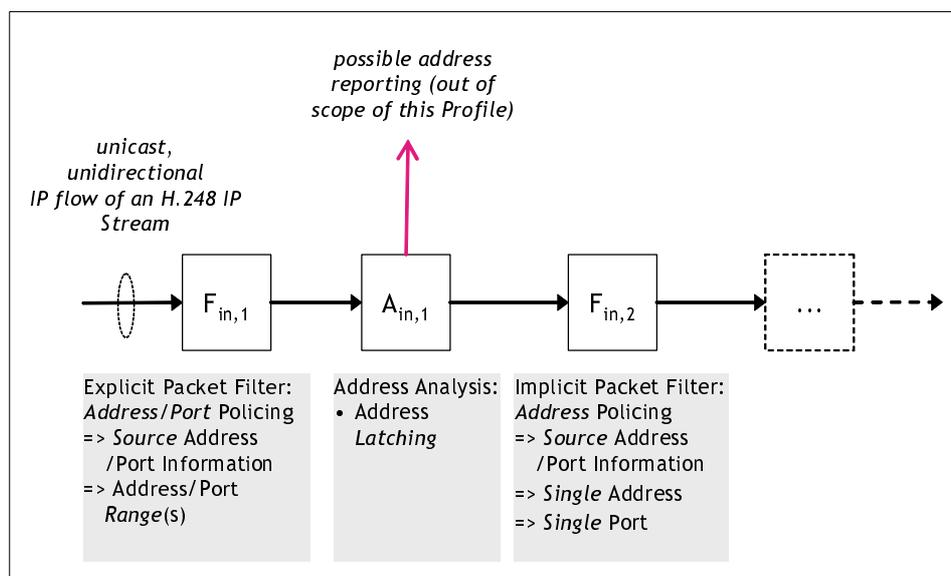 possible address
reporting (out of
scope of this Profile)
unicast,
unidirectional
IP flow of an H.248 IP
Stream
F in,1
A in,1
F in,2
...
Explicit Packet Filter:
Address/Port Policing
=> Source Address
/Port Information
=> Address/Port
Range(s)
Address Analysis:
• Address
Latching
Implicit Packet Filter:
Address Policing
=> Source Address
/Port Information
=> Single Address
=> Single Port